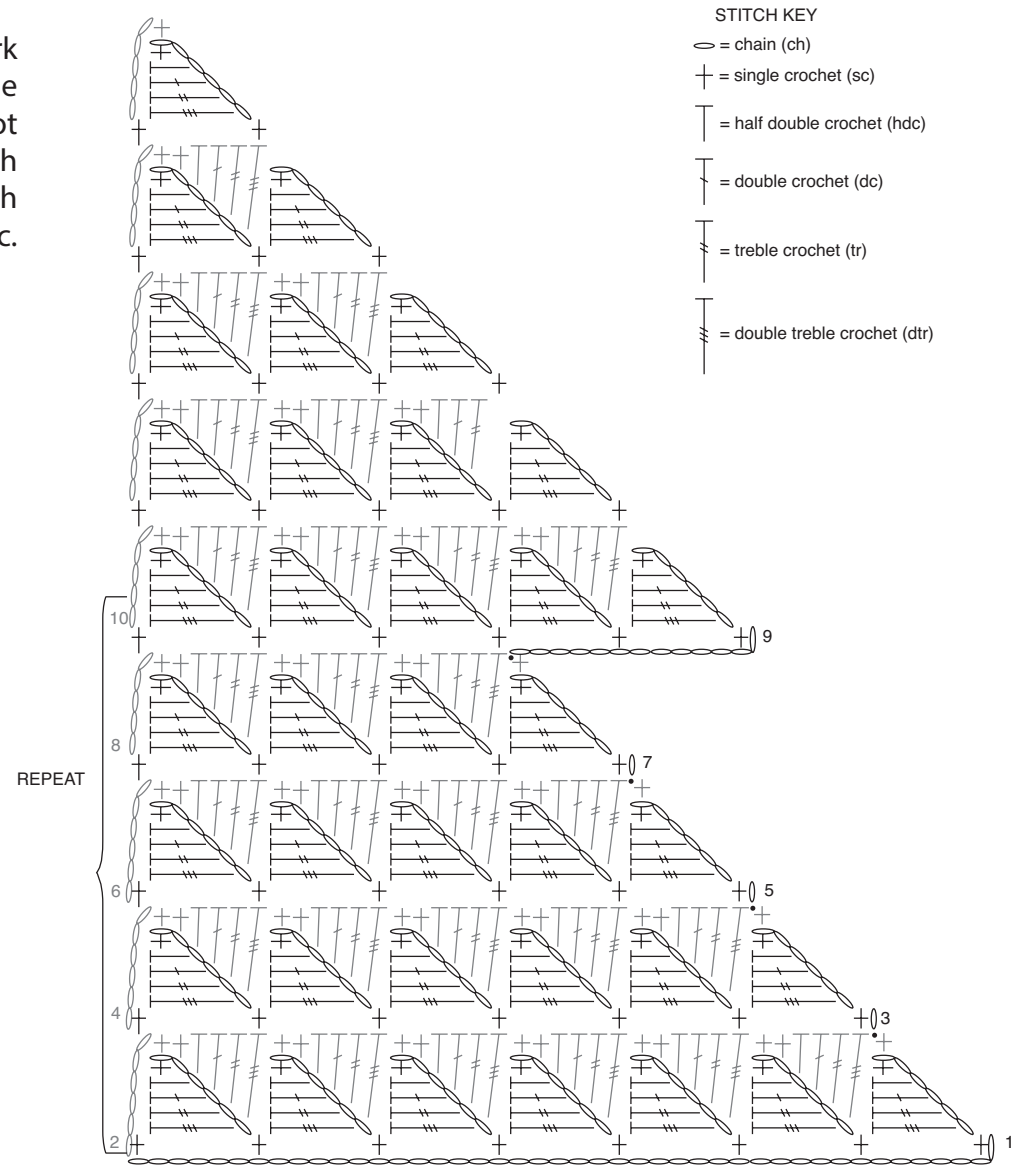 rk
e
ot
h
h
c.
STITCH KEY
= chain (ch)
= single crochet (sc)
= half double crochet (hdc)
= double crochet (dc)
= treble crochet (tr)
= double treble crochet (dtr)
10
9
8
7
REPEAT
6
5
4
3
2
1